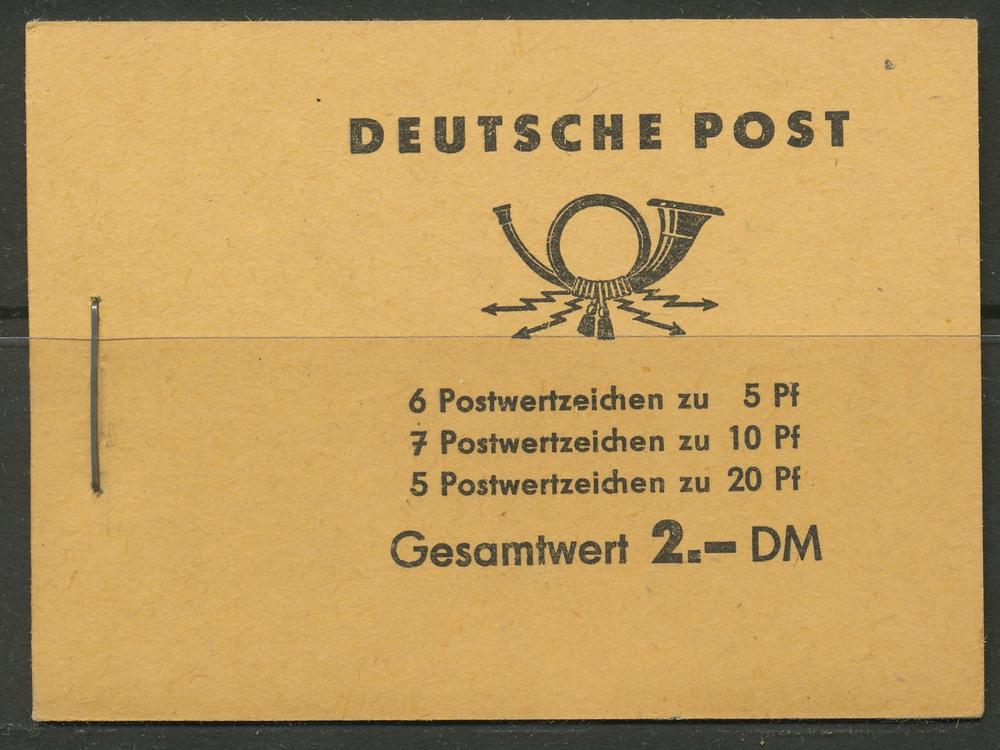 DEUTSCHE POST
6 Postwertzeichen zu 5 Pf
7 Postwertzeichen zu 10 Pf
5 Postwertzeichen zu 20 Pf
Gesamtwert 2.– DM